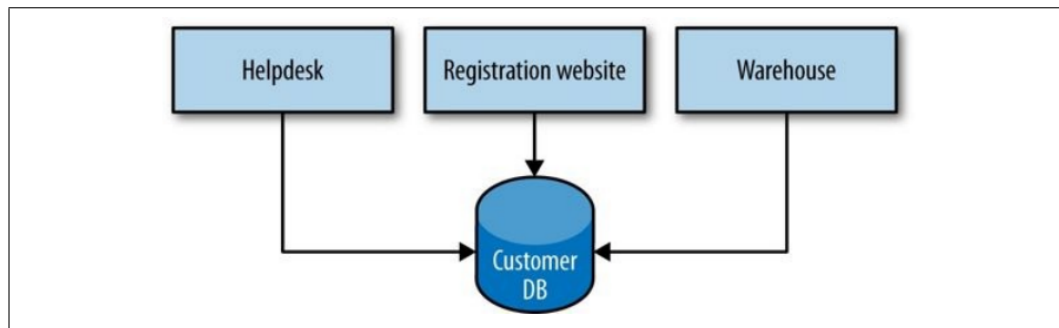 Helpdesk
Registration website
Warehouse
Customer
DB